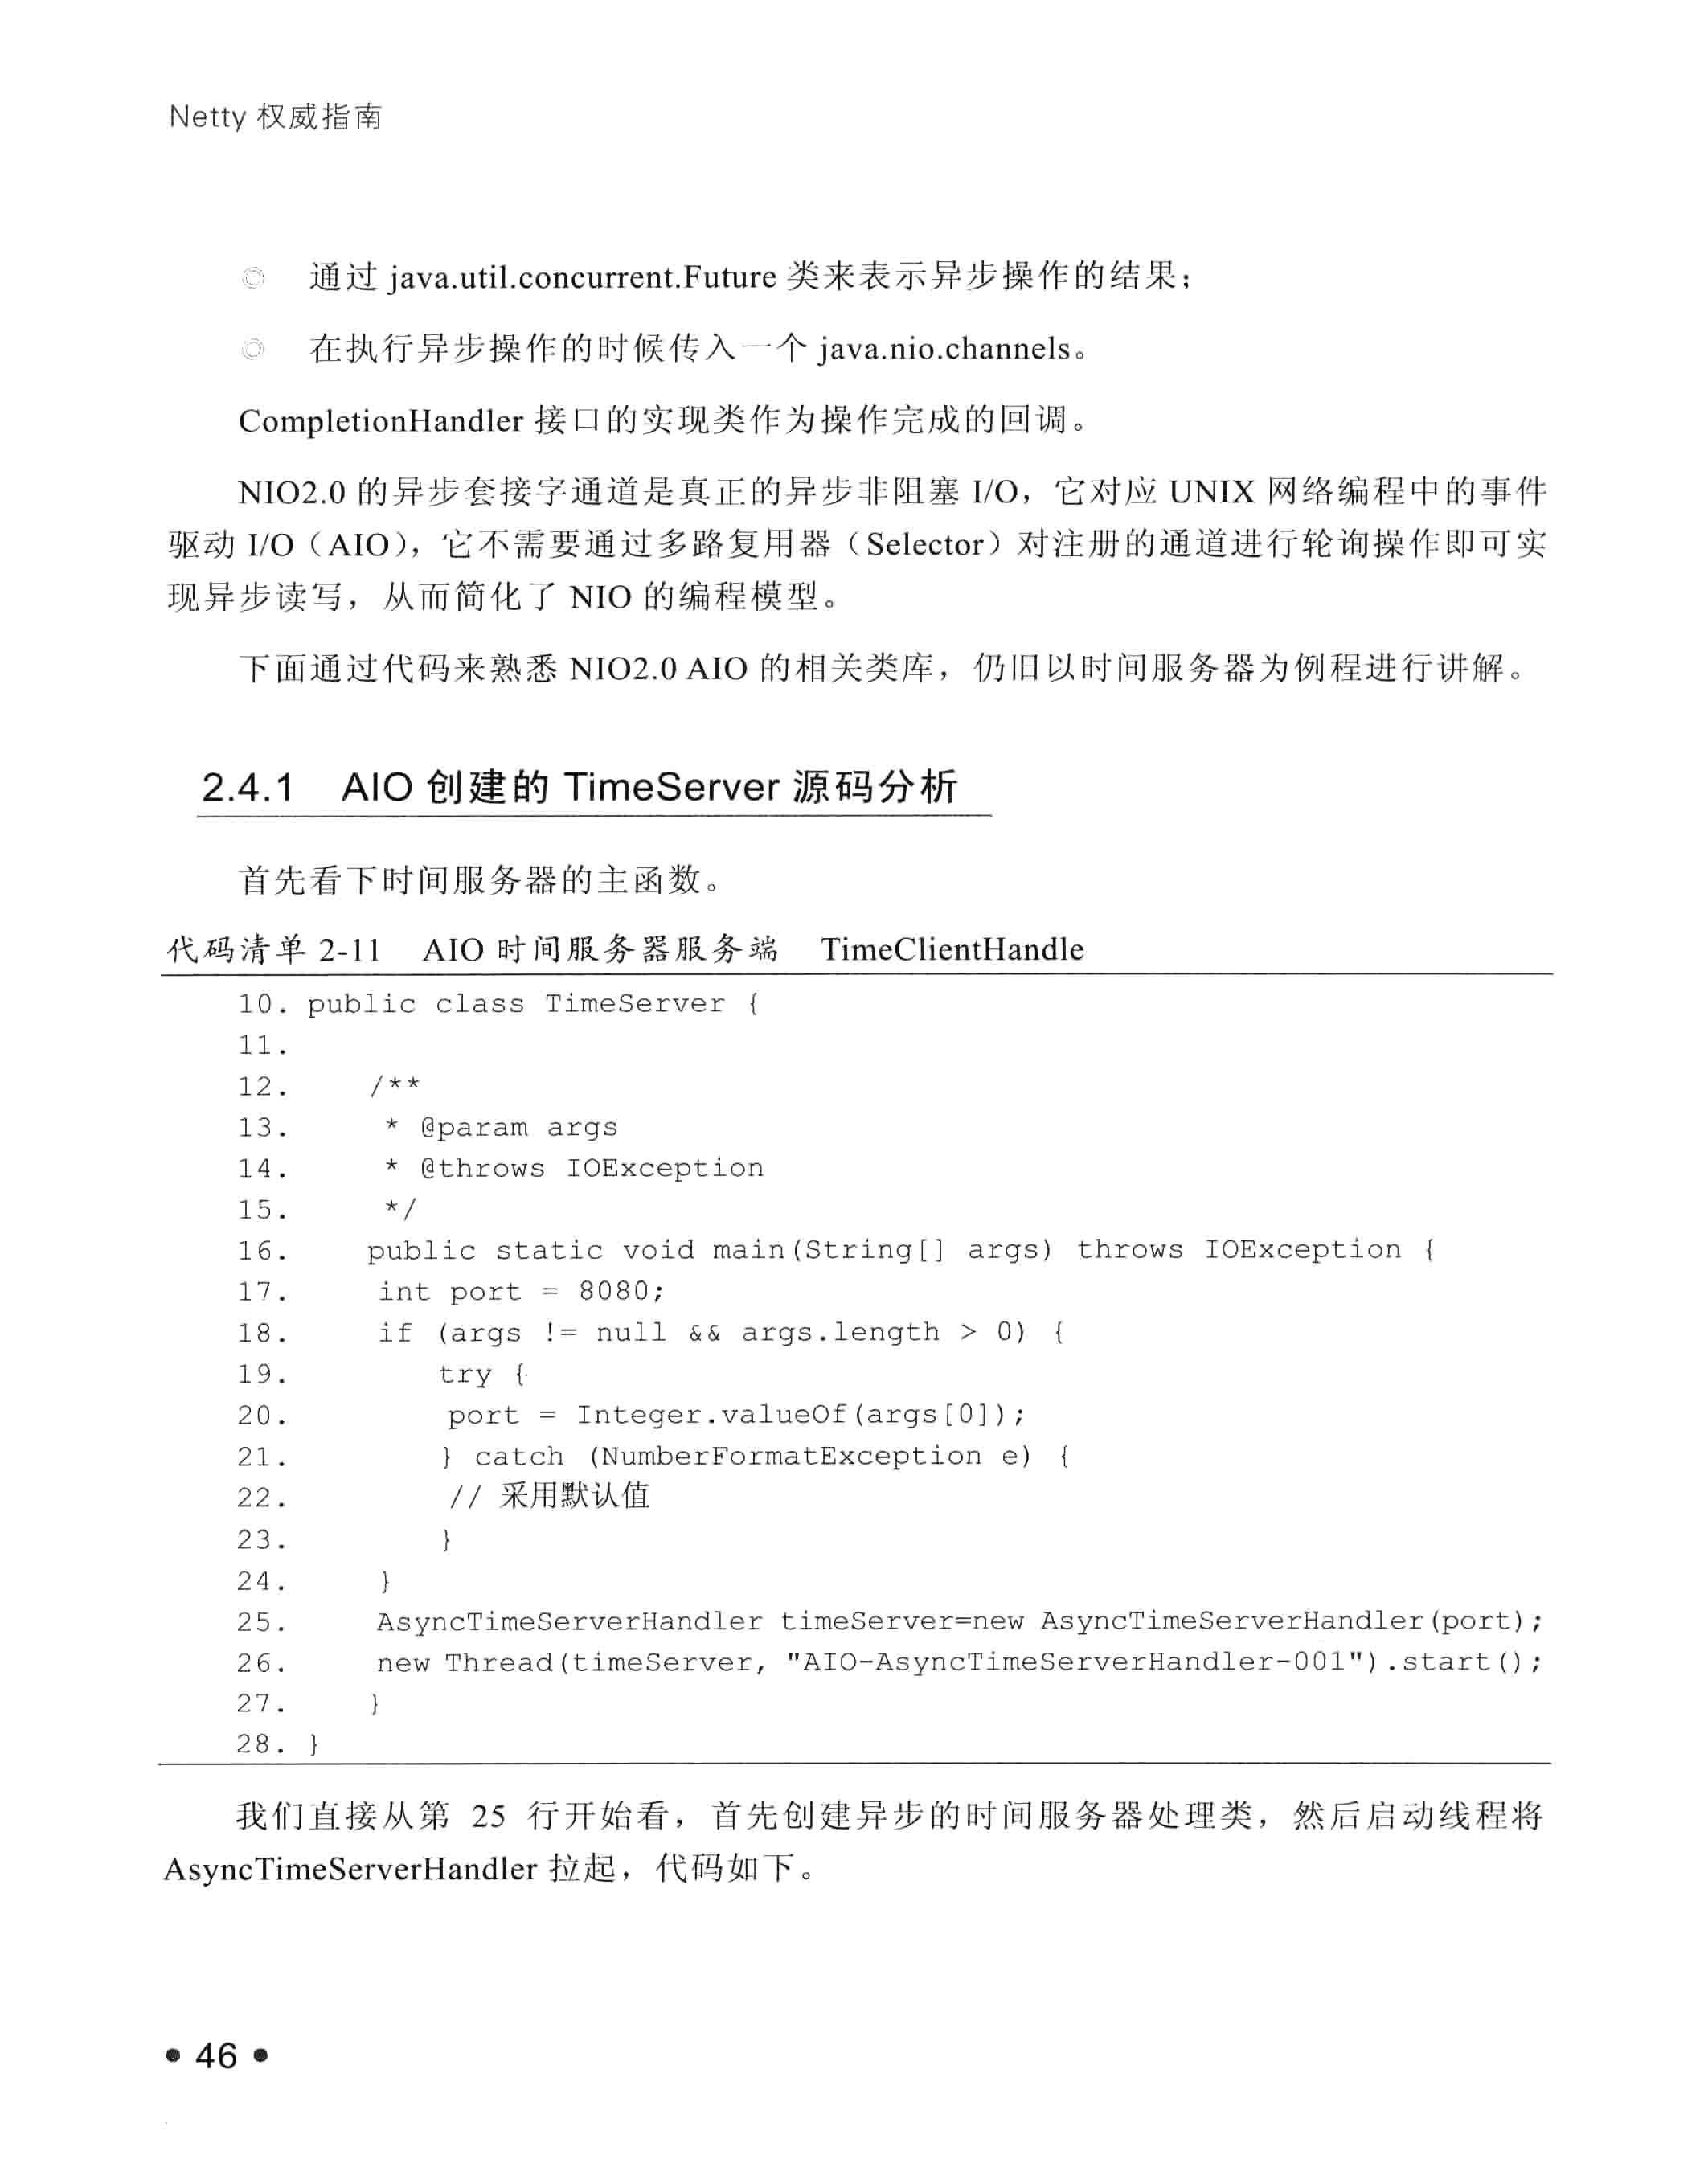 Netty 权威指南
◎ 通过 java.util.concurrent.Future 类来表示异步操作的结果；
◎ 在执行异步操作的时候传入一个 java.nio.channels。
CompletionHandler 接口的实现类作为操作完成的回调。
NIO2.0 的异步套接字通道是真正的异步非阻塞 I/O，它对应 UNIX 网络编程中的事件
驱动 I/O（AIO），它不需要通过多路复用器（Selector）对注册的通道进行轮询操作即可实
现异步读写，从而简化了 NIO 的编程模型。
下面通过代码来熟悉 NIO2.0 AIO 的相关类库，仍旧以时间服务器为例程进行讲解。
2.4.1 AIO 创建的 TimeServer 源码分析
首先看下时间服务器的主函数。
代码清单 2-11 AIO 时间服务器服务端 TimeClientHandle
10. public class TimeServer {
11.
12. /**
13. * @param args
14. * @throws IOException
15. */
16. public static void main(String[] args) throws IOException {
17. int port = 8080;
18. if (args != null && args.length > 0) {
19. try {
20. port = Integer.valueOf(args[0]);
21. } catch (NumberFormatException e) {
22. // 采用默认值
23. }
24. }
25. AsyncTimeServerHandler timeServer=new AsyncTimeServerHandler(port);
26. new Thread(timeServer, "AIO-AsyncTimeServerHandler-001").start();
27. }
28. }
我们直接从第 25 行开始看，首先创建异步的时间服务器处理类，然后启动线程将
AsyncTimeServerHandler 拉起，代码如下。
• 46 •